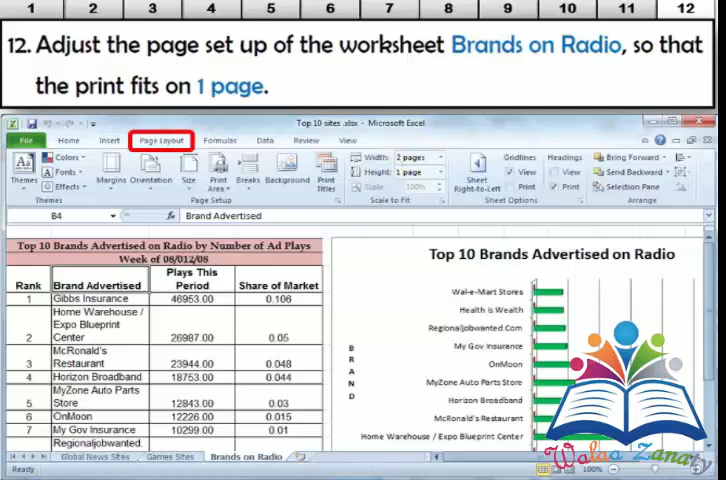 1 2 3 4 5 6 7 8 9 10 11 12
12. Adjust the page set up of the worksheet Brands on Radio, so that
the print fits on 1 page.
Top 10 sites .xlsx - Microsoft Excel
File Home Insert Page Layout Formulas Data Review View
Themes Colors Fonts Effects Margins Orientation Size Print Area Breaks Background Print Titles Width: 2 pages Height: 1 page Scale: 100% Sheet Right-to-Left Gridlines View Print Headings View Print Bring Forward Send Backward Selection Pane
Themes Page Setup Scale to Fit Sheet Options Arrange
B4 fx Brand Advertised
Top 10 Brands Advertised on Radio by Number of Ad Plays
Week of 08/012/08
Rank Brand Advertised Plays This Period Share of Market
1 Gibbs Insurance 46953.00 0.106
2 Home Warehouse / Expo Blueprint Center 26987.00 0.05
3 McRonald's Restaurant 23944.00 0.048
4 Horizon Broadband 18753.00 0.044
5 MyZone Auto Parts Store 12843.00 0.03
6 OnMoon 12226.00 0.015
7 My Gov Insurance 10299.00 0.01
Regionaljobwanted.
Top 10 Brands Advertised on Radio
Wal-e-Mart Stores
Health is Wealth
Regionaljobwanted.Com
My Gov Insurance
OnMoon
MyZone Auto Parts Store
Horizon Broadband
McRonald's Restaurant
Home Warehouse / Expo Blueprint Center
BRAND
Walaa Zanaty
Global News Sites Games Sites Brands on Radio
Ready 100%